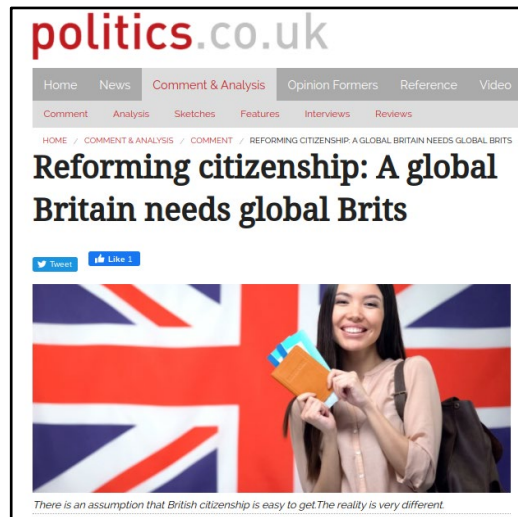 politics.co.uk
Home News Comment & Analysis Opinion Formers Reference Video
Comment Analysis Sketches Features Interviews Reviews
HOME / COMMENT & ANALYSIS / COMMENT / REFORMING CITIZENSHIP: A GLOBAL BRITAIN NEEDS GLOBAL BRITS
Reforming citizenship: A global
Britain needs global Brits
Tweet Like 1
There is an assumption that British citizenship is easy to get.The reality is very different.